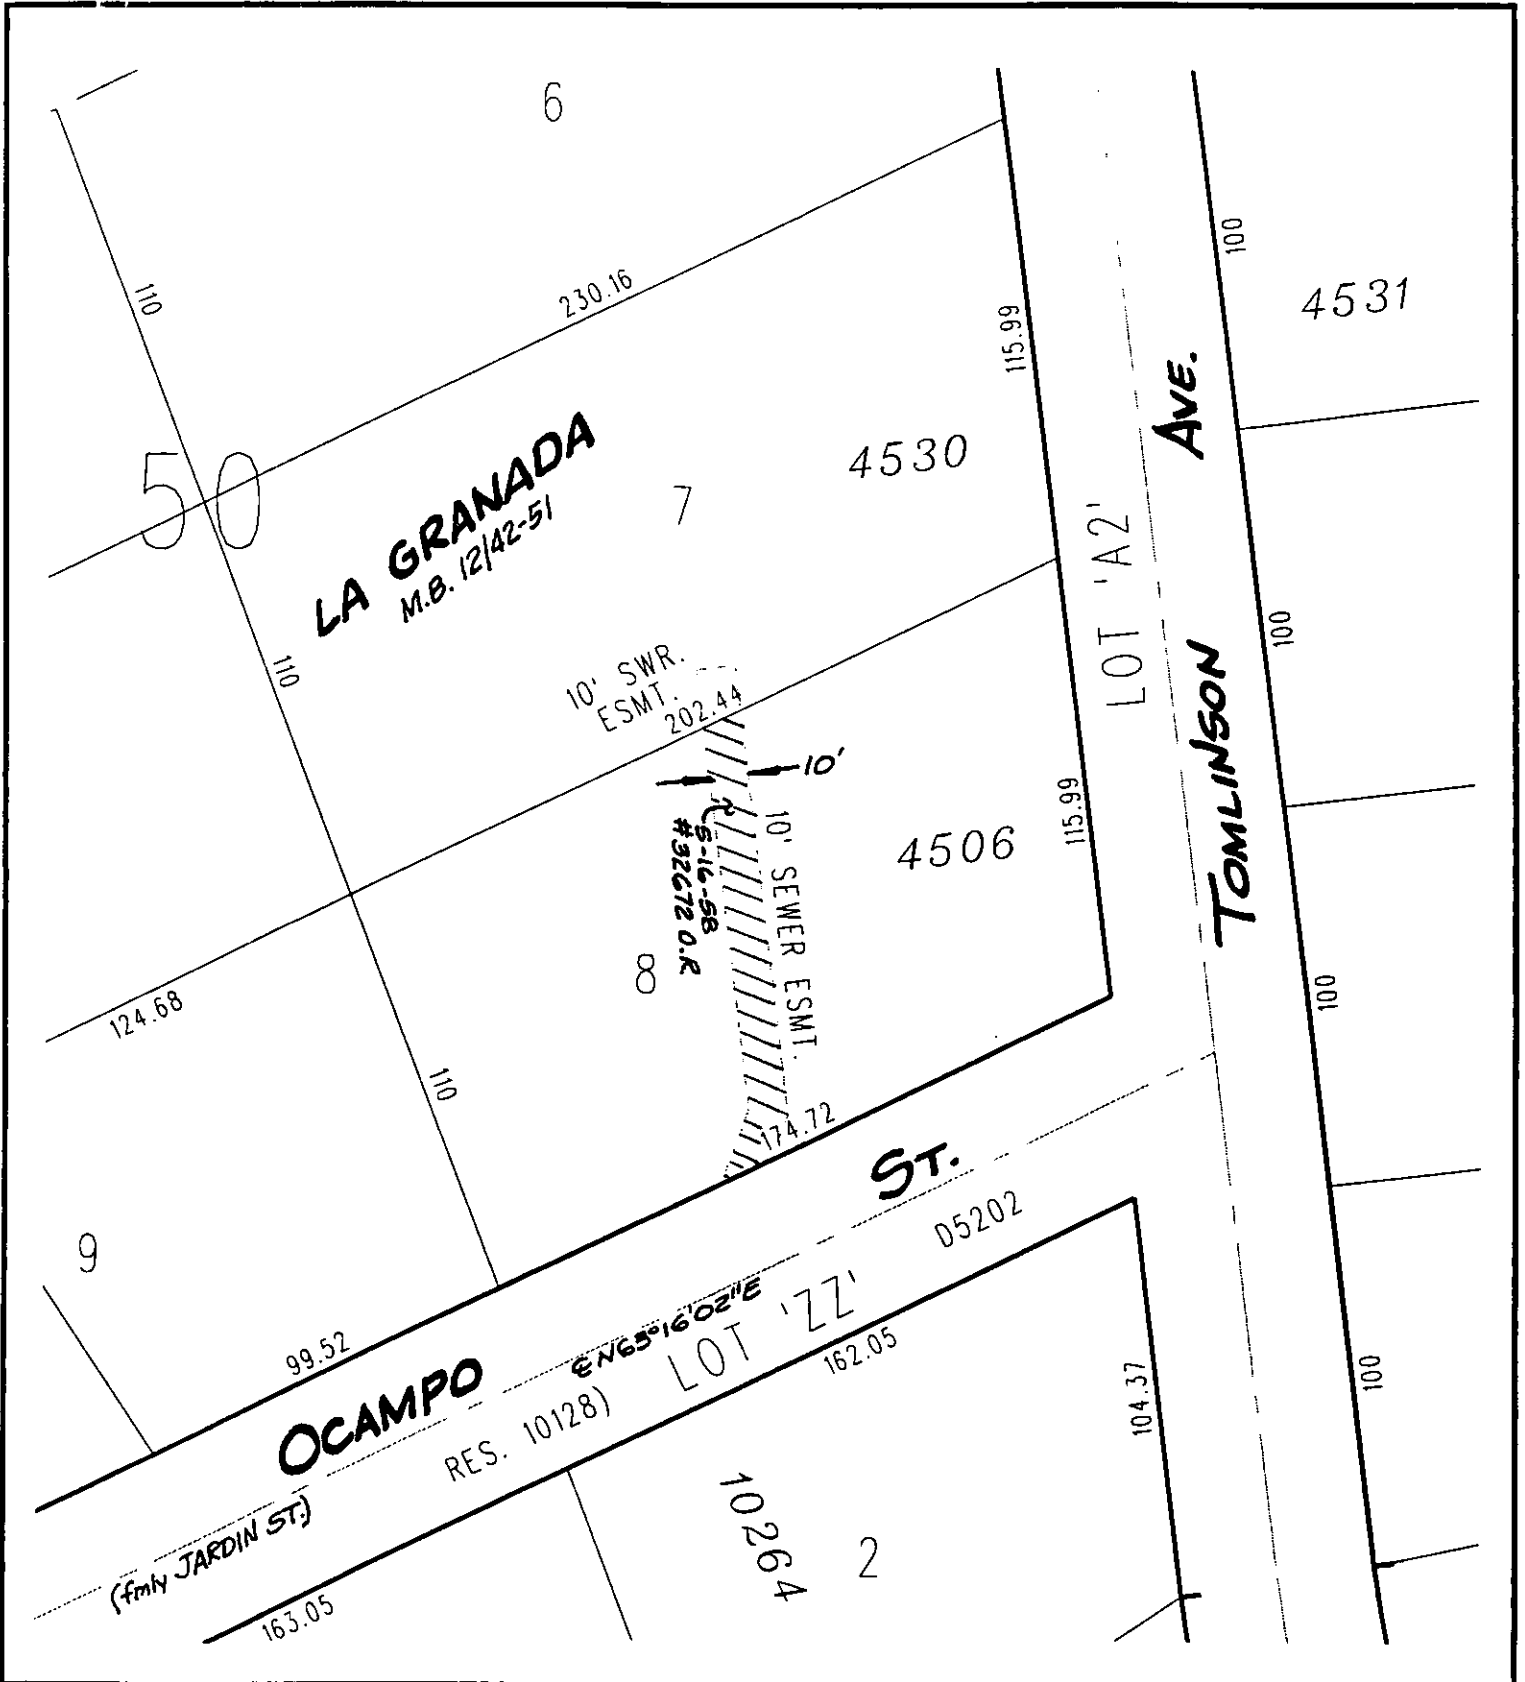 6
110
230.16
100
4531
115.99
AVE.
50
LA GRANADA
M.B. 12/42-51
7
4530
LOT 'A2'
110
10' SWR.
ESMT.
202.44
100
TOMLINSON
10'
5-16-58
#32672 O.R
10' SEWER ESMT.
4506
115.99
8
124.68
100
110
174.72
ST.
D5202
9
99.52
OCAMPO
℄ N65°16'02"E
LOT 'ZZ'
RES. 10128)
162.05
104.37
100
(fmly JARDIN ST.)
163.05
10264
2